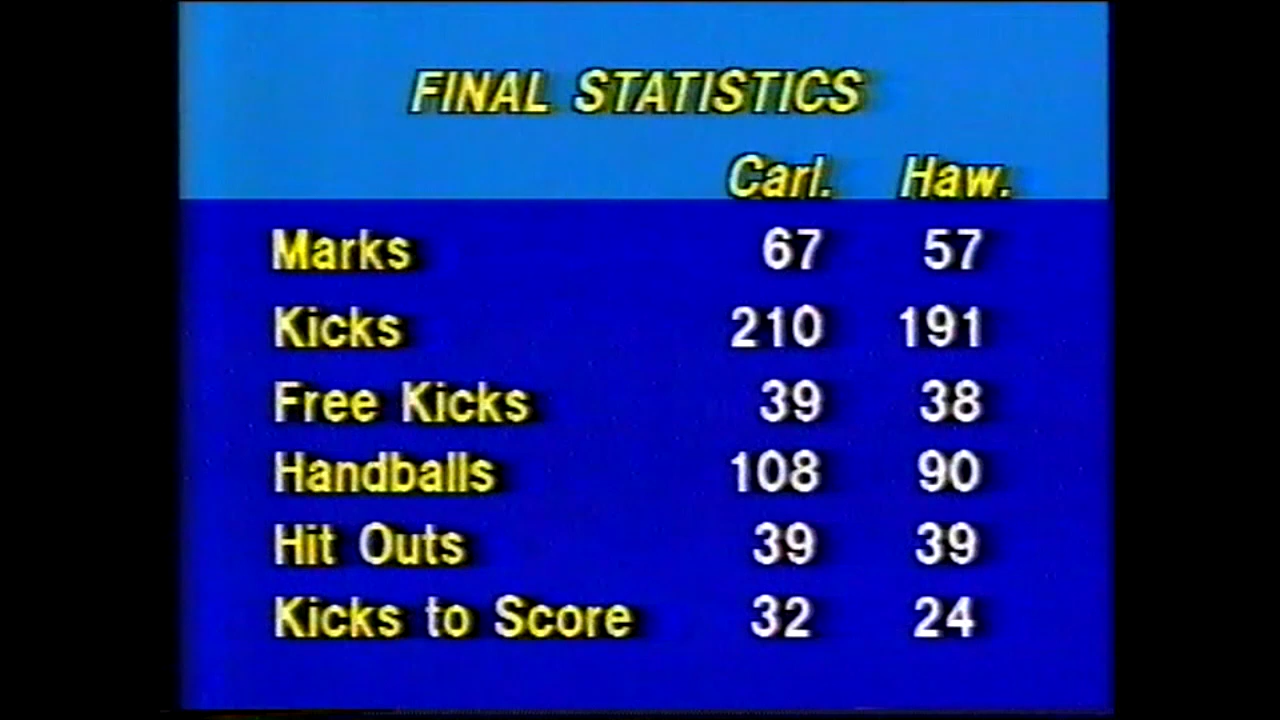 FINAL STATISTICS
Carl. Haw.
Marks 67 57
Kicks 210 191
Free Kicks 39 38
Handballs 108 90
Hit Outs 39 39
Kicks to Score 32 24